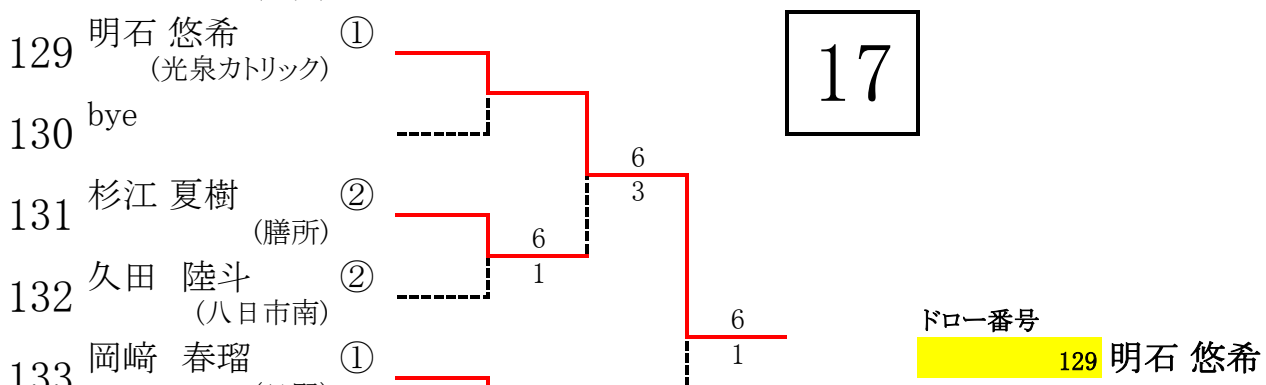 129 明石 悠希 ①
(光泉カトリック)
17
130 bye
6
3
131 杉江 夏樹 ②
(膳所)
6
1
132 久田 陸斗 ②
(八日市南)
6
1
ドロー番号
129 明石 悠希
133 岡﨑 春瑠 ①